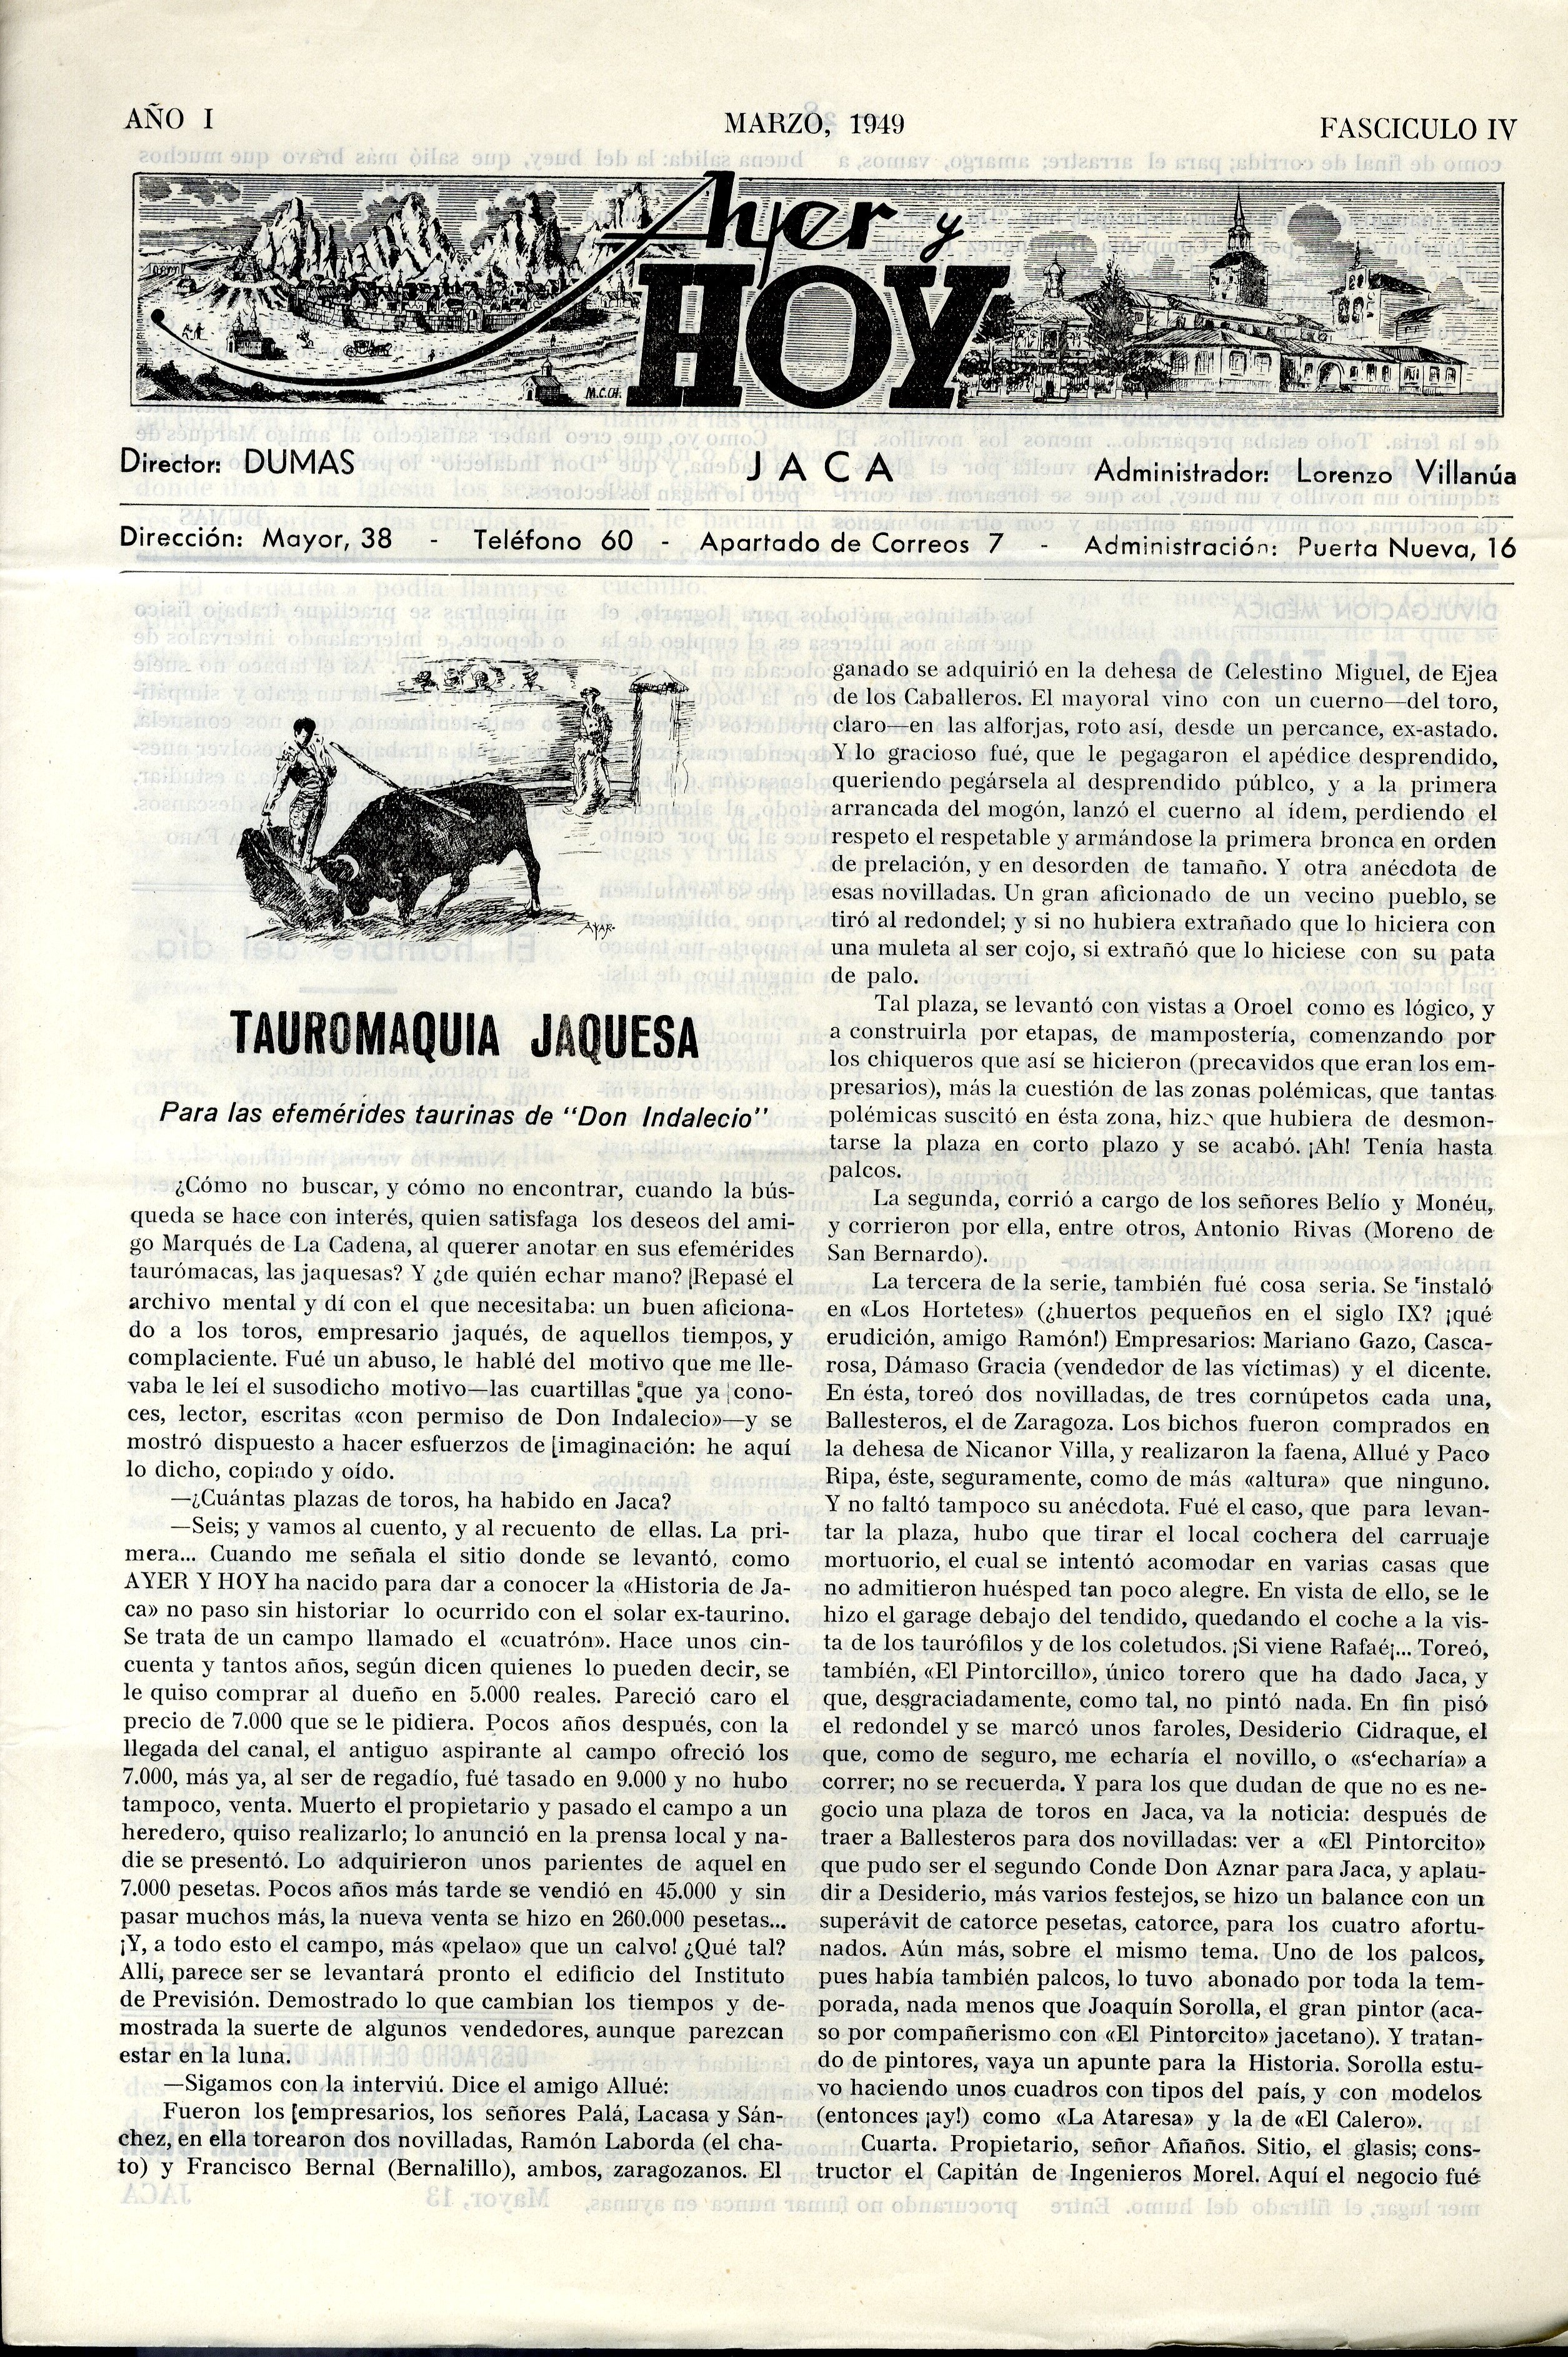 AÑO I
MARZO, 1949
FASCICULO IV
Ayer y
HOY
M.C.CH.
Director: DUMAS
JACA
Administrador: Lorenzo Villanúa
Dirección: Mayor, 38 - Teléfono 60 - Apartado de Correos 7 - Administración: Puerta Nueva, 16
TAUROMAQUIA JAQUESA
Para las efemérides taurinas de "Don Indalecio"
¿Cómo no buscar, y cómo no encontrar, cuando la bús-
queda se hace con interés, quien satisfaga los deseos del ami-
go Marqués de La Cadena, al querer anotar en sus efemérides
taurómacas, las jaquesas? Y ¿de quién echar mano? Repasé el
archivo mental y dí con el que necesitaba: un buen aficiona-
do a los toros, empresario jaqués, de aquellos tiempos, y
complaciente. Fué un abuso, le hablé del motivo que me lle-
vaba le leí el susodicho motivo—las cuartillas que ya cono-
ces, lector, escritas «con permiso de Don Indalecio»—y se
mostró dispuesto a hacer esfuerzos de [imaginación: he aquí
lo dicho, copiado y oído.
—¿Cuántas plazas de toros, ha habido en Jaca?
—Seis; y vamos al cuento, y al recuento de ellas. La pri-
mera... Cuando me señala el sitio donde se levantó, como
AYER Y HOY ha nacido para dar a conocer la «Historia de Ja-
ca» no paso sin historiar lo ocurrido con el solar ex-taurino.
Se trata de un campo llamado el «cuatrón». Hace unos cin-
cuenta y tantos años, según dicen quienes lo pueden decir, se
le quiso comprar al dueño en 5.000 reales. Pareció caro el
precio de 7.000 que se le pidiera. Pocos años después, con la
llegada del canal, el antiguo aspirante al campo ofreció los
7.000, más ya, al ser de regadío, fué tasado en 9.000 y no hubo
tampoco, venta. Muerto el propietario y pasado el campo a un
heredero, quiso realizarlo; lo anunció en la prensa local y na-
die se presentó. Lo adquirieron unos parientes de aquel en
7.000 pesetas. Pocos años más tarde se vendió en 45.000 y sin
pasar muchos más, la nueva venta se hizo en 260.000 pesetas...
¡Y, a todo esto el campo, más «pelao» que un calvo! ¿Qué tal?
Alli, parece ser se levantará pronto el edificio del Instituto
de Previsión. Demostrado lo que cambian los tiempos y de-
mostrada la suerte de algunos vendedores, aunque parezcan
estar en la luna.
—Sigamos con la interviú. Dice el amigo Allué:
Fueron los [empresarios, los señores Palá, Lacasa y Sán-
chez, en ella torearon dos novilladas, Ramón Laborda (el cha-
to) y Francisco Bernal (Bernalillo), ambos, zaragozanos. El
ganado se adquirió en la dehesa de Celestino Miguel, de Ejea
de los Caballeros. El mayoral vino con un cuerno—del toro,
claro—en las alforjas, roto así, desde un percance, ex-astado.
Y lo gracioso fué, que le pegagaron el apédice desprendido,
queriendo pegársela al desprendido públco, y a la primera
arrancada del mogón, lanzó el cuerno al ídem, perdiendo el
respeto el respetable y armándose la primera bronca en orden
de prelación, y en desorden de tamaño. Y otra anécdota de
esas novilladas. Un gran aficionado de un vecino pueblo, se
tiró al redondel; y si no hubiera extrañado que lo hiciera con
una muleta al ser cojo, si extrañó que lo hiciese con su pata
de palo.
Tal plaza, se levantó con vistas a Oroel como es lógico, y
a construirla por etapas, de mampostería, comenzando por
los chiqueros que así se hicieron (precavidos que eran los em-
presarios), más la cuestión de las zonas polémicas, que tantas
polémicas suscitó en ésta zona, hizo que hubiera de desmon-
tarse la plaza en corto plazo y se acabó. ¡Ah! Tenía hasta
palcos.
La segunda, corrió a cargo de los señores Belío y Monéu,
y corrieron por ella, entre otros, Antonio Rivas (Moreno de
San Bernardo).
La tercera de la serie, también fué cosa seria. Se instaló
en «Los Hortetes» (¿huertos pequeños en el siglo IX? ¡qué
erudición, amigo Ramón!) Empresarios: Mariano Gazo, Casca-
rosa, Dámaso Gracia (vendedor de las víctimas) y el dicente.
En ésta, toreó dos novilladas, de tres cornúpetos cada una,
Ballesteros, el de Zaragoza. Los bichos fueron comprados en
la dehesa de Nicanor Villa, y realizaron la faena, Allué y Paco
Ripa, éste, seguramente, como de más «altura» que ninguno.
Y no faltó tampoco su anécdota. Fué el caso, que para levan-
tar la plaza, hubo que tirar el local cochera del carruaje
mortuorio, el cual se intentó acomodar en varias casas que
no admitieron huésped tan poco alegre. En vista de ello, se le
hizo el garage debajo del tendido, quedando el coche a la vis-
ta de los taurófilos y de los coletudos. ¡Si viene Rafaé¡... Toreó,
también, «El Pintorcillo», único torero que ha dado Jaca, y
que, desgraciadamente, como tal, no pintó nada. En fin pisó
el redondel y se marcó unos faroles, Desiderio Cidraque, el
que, como de seguro, me echaría el novillo, o «s'echaría» a
correr; no se recuerda. Y para los que dudan de que no es ne-
gocio una plaza de toros en Jaca, va la noticia: después de
traer a Ballesteros para dos novilladas: ver a «El Pintorcito»
que pudo ser el segundo Conde Don Aznar para Jaca, y aplau-
dir a Desiderio, más varios festejos, se hizo un balance con un
superávit de catorce pesetas, catorce, para los cuatro afortu-
nados. Aún más, sobre el mismo tema. Uno de los palcos,
pues había también palcos, lo tuvo abonado por toda la tem-
porada, nada menos que Joaquín Sorolla, el gran pintor (aca-
so por compañerismo con «El Pintorcito» jacetano). Y tratan-
do de pintores, vaya un apunte para la Historia. Sorolla estu-
vo haciendo unos cuadros con tipos del país, y con modelos
(entonces ¡ay!) como «La Ataresa» y la de «El Calero».
Cuarta. Propietario, señor Añaños. Sitio, el glasis; cons-
tructor el Capitán de Ingenieros Morel. Aquí el negocio fué